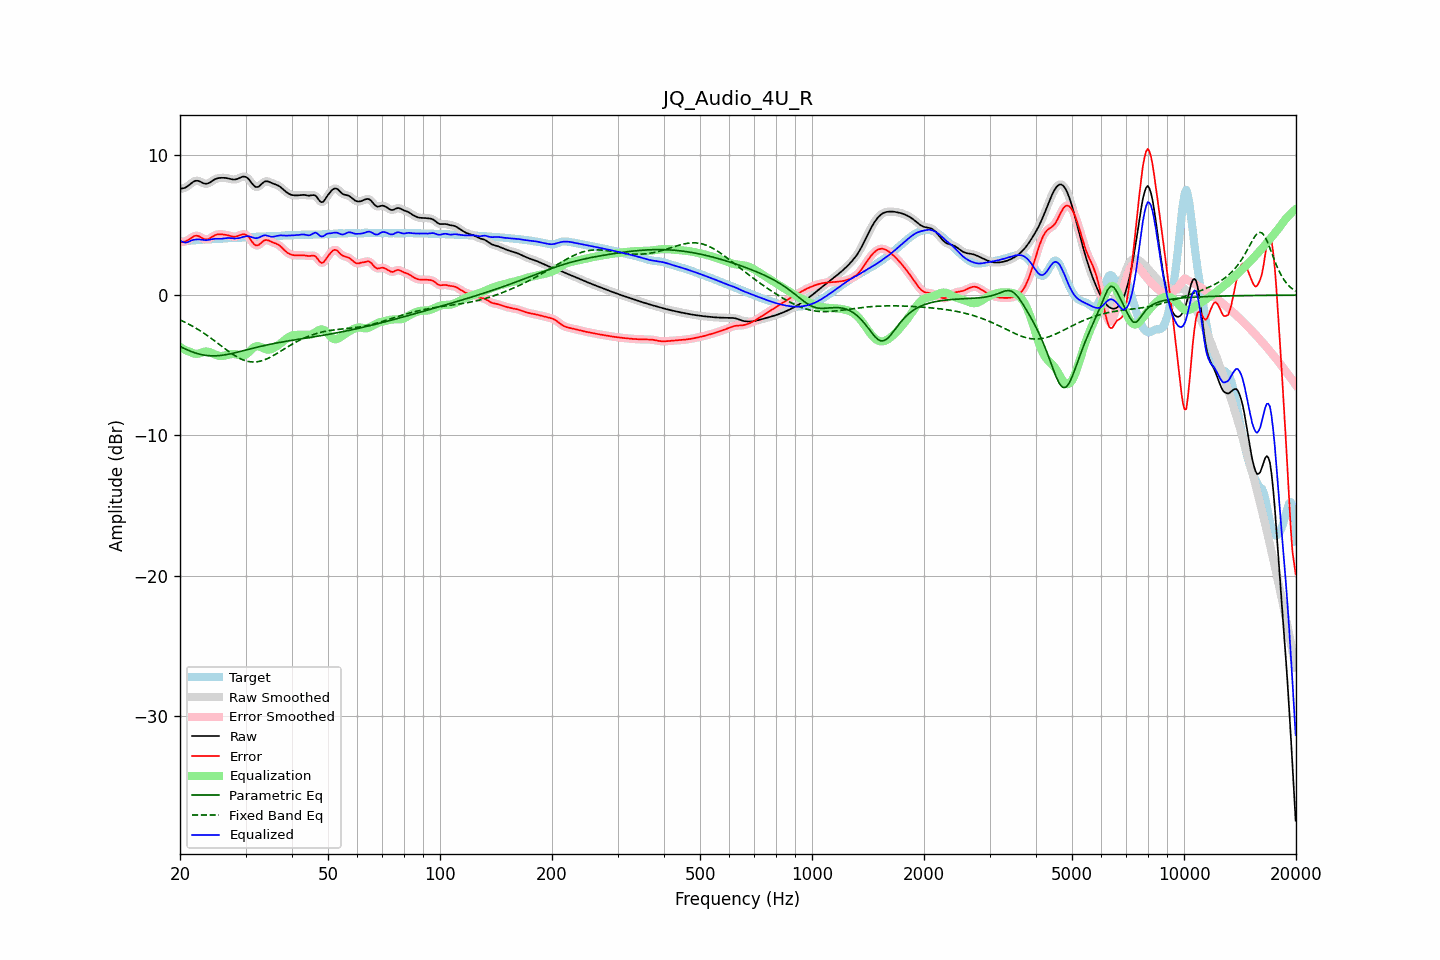 JQ_Audio_4U_R
10
0
−10
−20
−30
Amplitude (dBr)
Target
Raw Smoothed
Error Smoothed
Raw
Error
Equalization
Parametric Eq
Fixed Band Eq
Equalized
20 50 100 200 500 1000 2000 5000 10000 20000
Frequency (Hz)